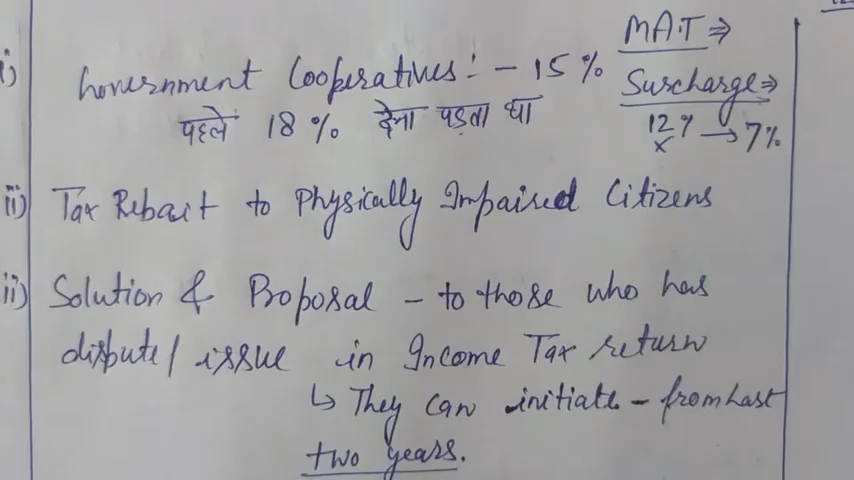 MAT ⇒
i) Government Cooperatives :- 15 % Surcharge ⇒
पहले 18 % देना पड़ता था 12 % → 7 %
x
ii) Tax Rebait to Physically Impaired Citizens
ii) Solution & Proposal - to those who has
dispute / issue in Income Tax return
↳ They can initiate - from Last
two years.